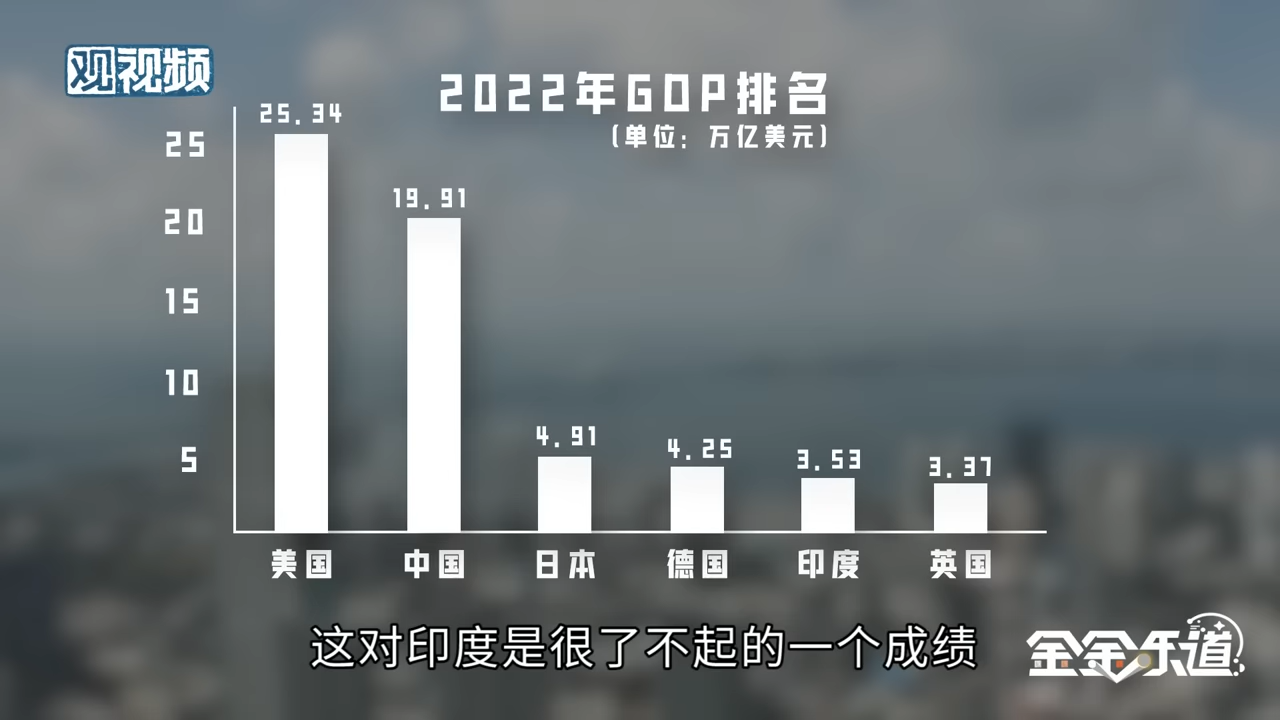 观视频
2022年GDP排名
(单位：万亿美元)
25
20
15
10
5
25.34
19.91
4.91
4.25
3.53
3.37
美国
中国
日本
德国
印度
英国
这对印度是很了不起的一个成绩
金金乐道